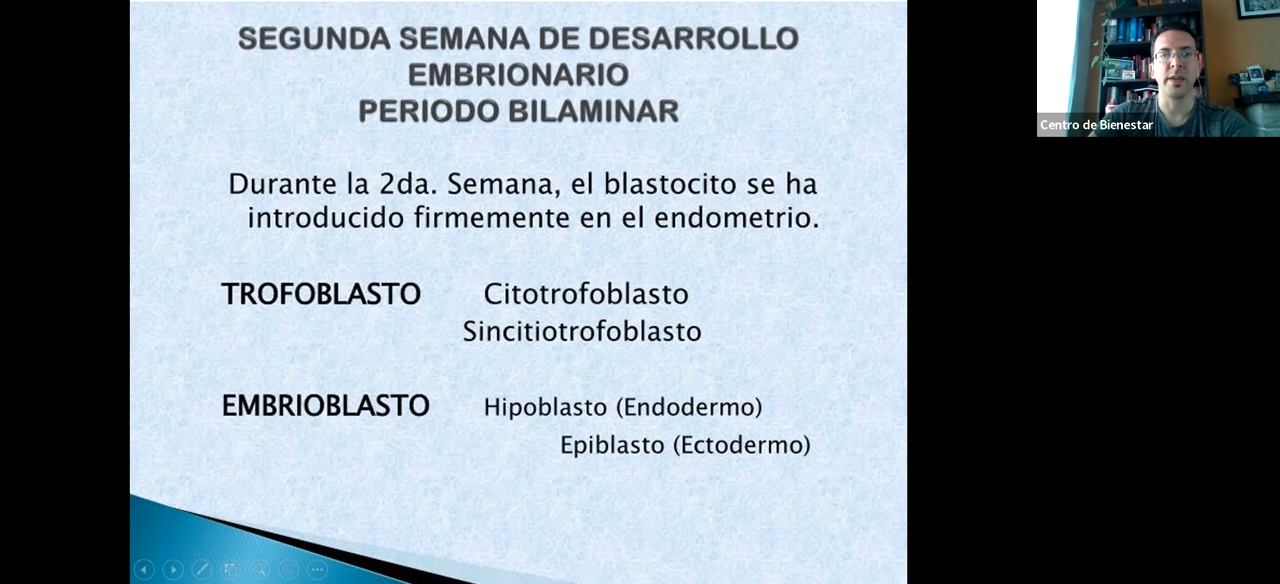 SEGUNDA SEMANA DE DESARROLLO
EMBRIONARIO
PERIODO BILAMINAR
Durante la 2da. Semana, el blastocito se ha
introducido firmemente en el endometrio.
TROFOBLASTO Citotrofoblasto
Sincitiotrofoblasto
EMBRIOBLASTO Hipoblasto (Endodermo)
Epiblasto (Ectodermo)
Centro de Bienestar